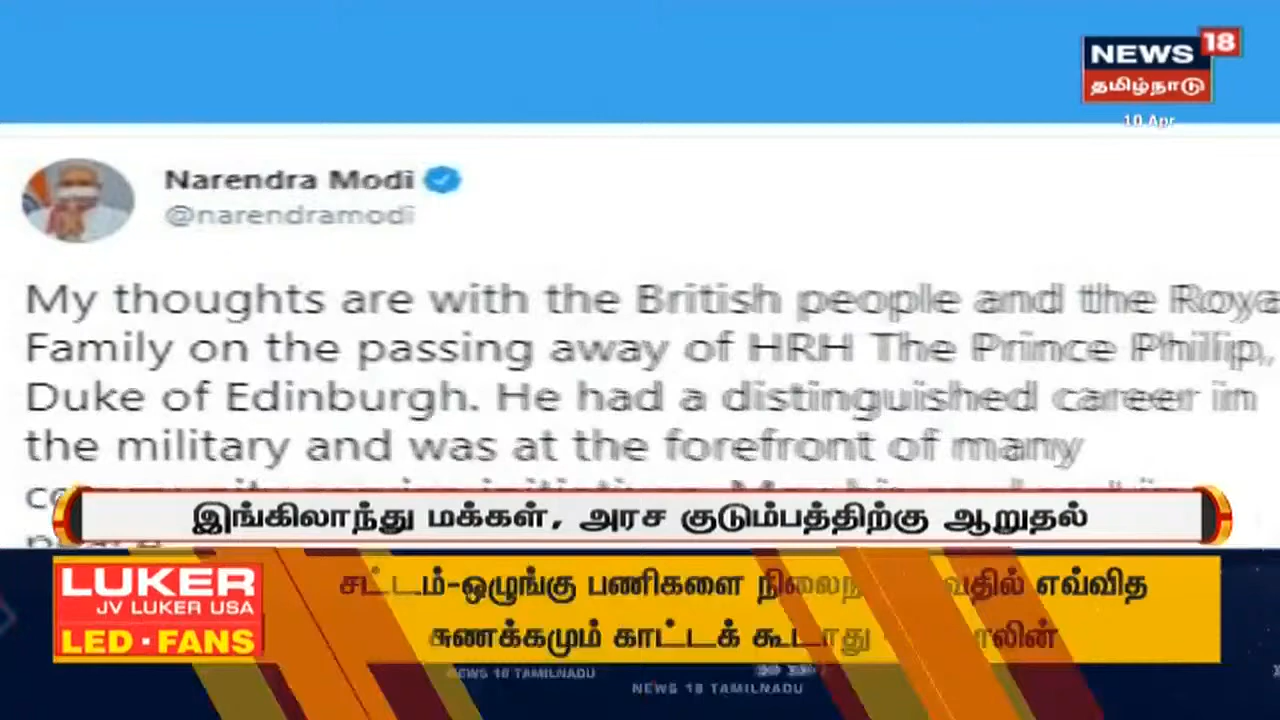 NEWS 18
தமிழ்நாடு
10 Apr
Narendra Modi
@narendramodi
My thoughts are with the British people and the Roya
Family on the passing away of HRH The Prince Phillip,
Duke of Edinburgh. He had a distinguished career in
the military and was at the forefront of many
இங்கிலாந்து மக்கள், அரச குடும்பத்திற்கு ஆறுதல்
LUKER
JV LUKER USA
LED·FANS
சட்டம்-ஒழுங்கு பணிகளை எவ்வித
சுணக்கமும் காட்டக் கூடாது
NEWS 18 TAMILNADU
NEWS 18 TAMILNADU